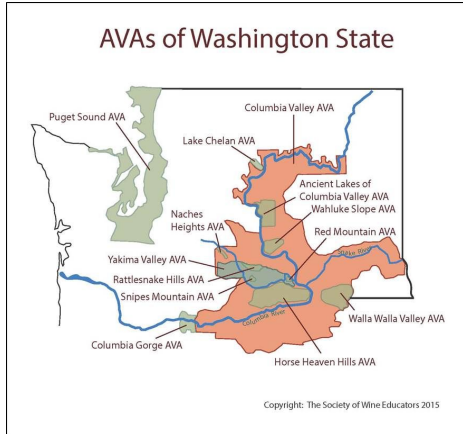 AVAs of Washington State
Puget Sound AVA
Columbia Valley AVA
Lake Chelan AVA
Ancient Lakes of
Columbia Valley AVA
Wahluke Slope AVA
Naches
Heights AVA
Red Mountain AVA
Snake River
Yakima Valley AVA
Rattlesnake Hills AVA
Snipes Mountain AVA
Columbia River
Walla Walla Valley AVA
Columbia Gorge AVA
Horse Heaven Hills AVA
Copyright: The Society of Wine Educators 2015